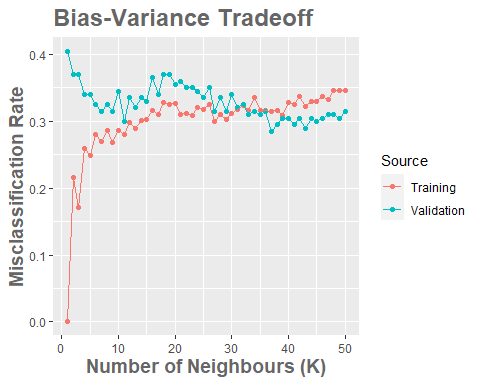 Bias-Variance Tradeoff
Misclassification Rate
0.4
0.3
0.2
0.1
0.0
0 10 20 30 40 50
Number of Neighbours (K)
Source
Training
Validation